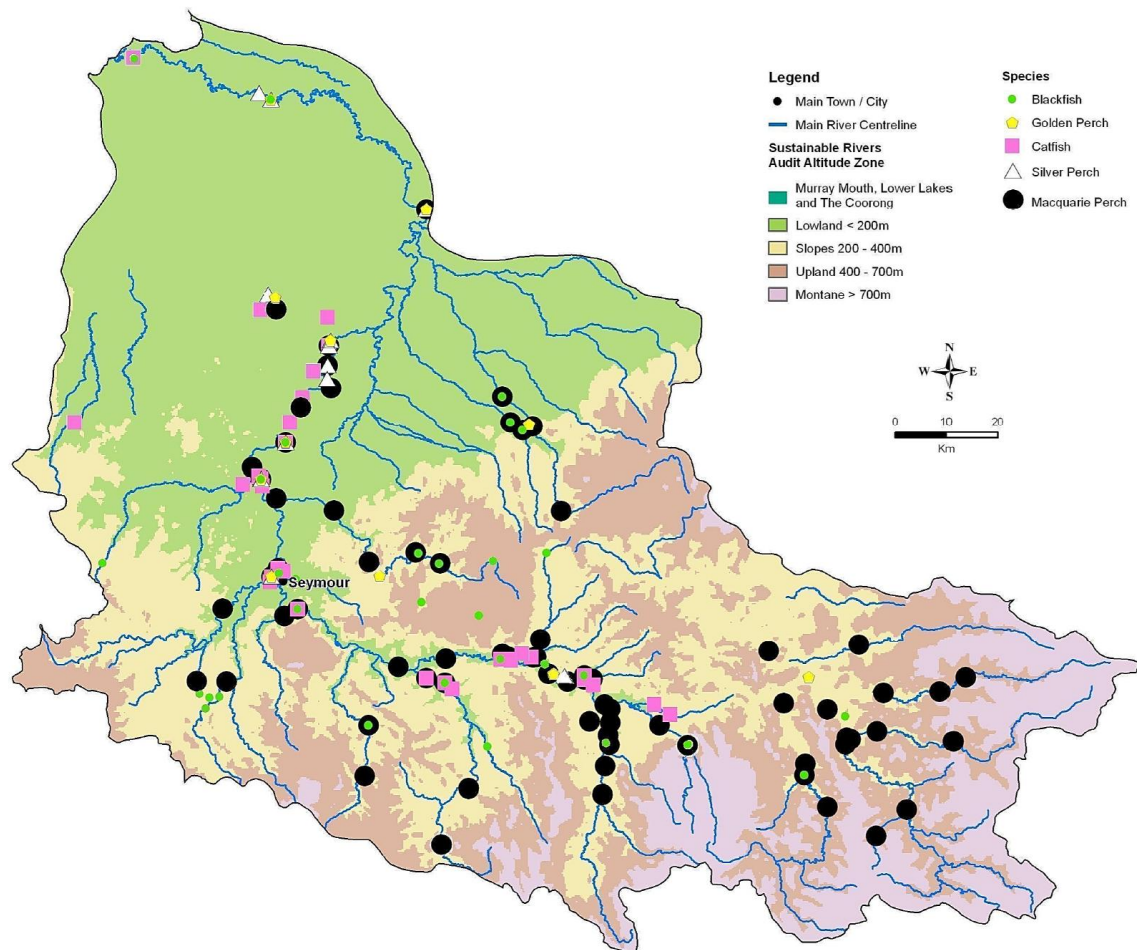 Legend
Main Town / City
Main River Centreline
Sustainable Rivers
Audit Altitude Zone
Murray Mouth, Lower Lakes
and The Coorong
Lowland < 200m
Slopes 200 - 400m
Upland 400 - 700m
Montane > 700m
Species
Blackfish
Golden Perch
Catfish
Silver Perch
Macquarie Perch
N
W E
S
0 10 20
Km
Seymour